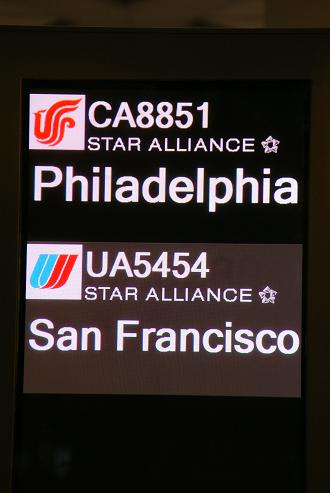 CA8851
STAR ALLIANCE
Philadelphia
UA5454
STAR ALLIANCE
San Francisco